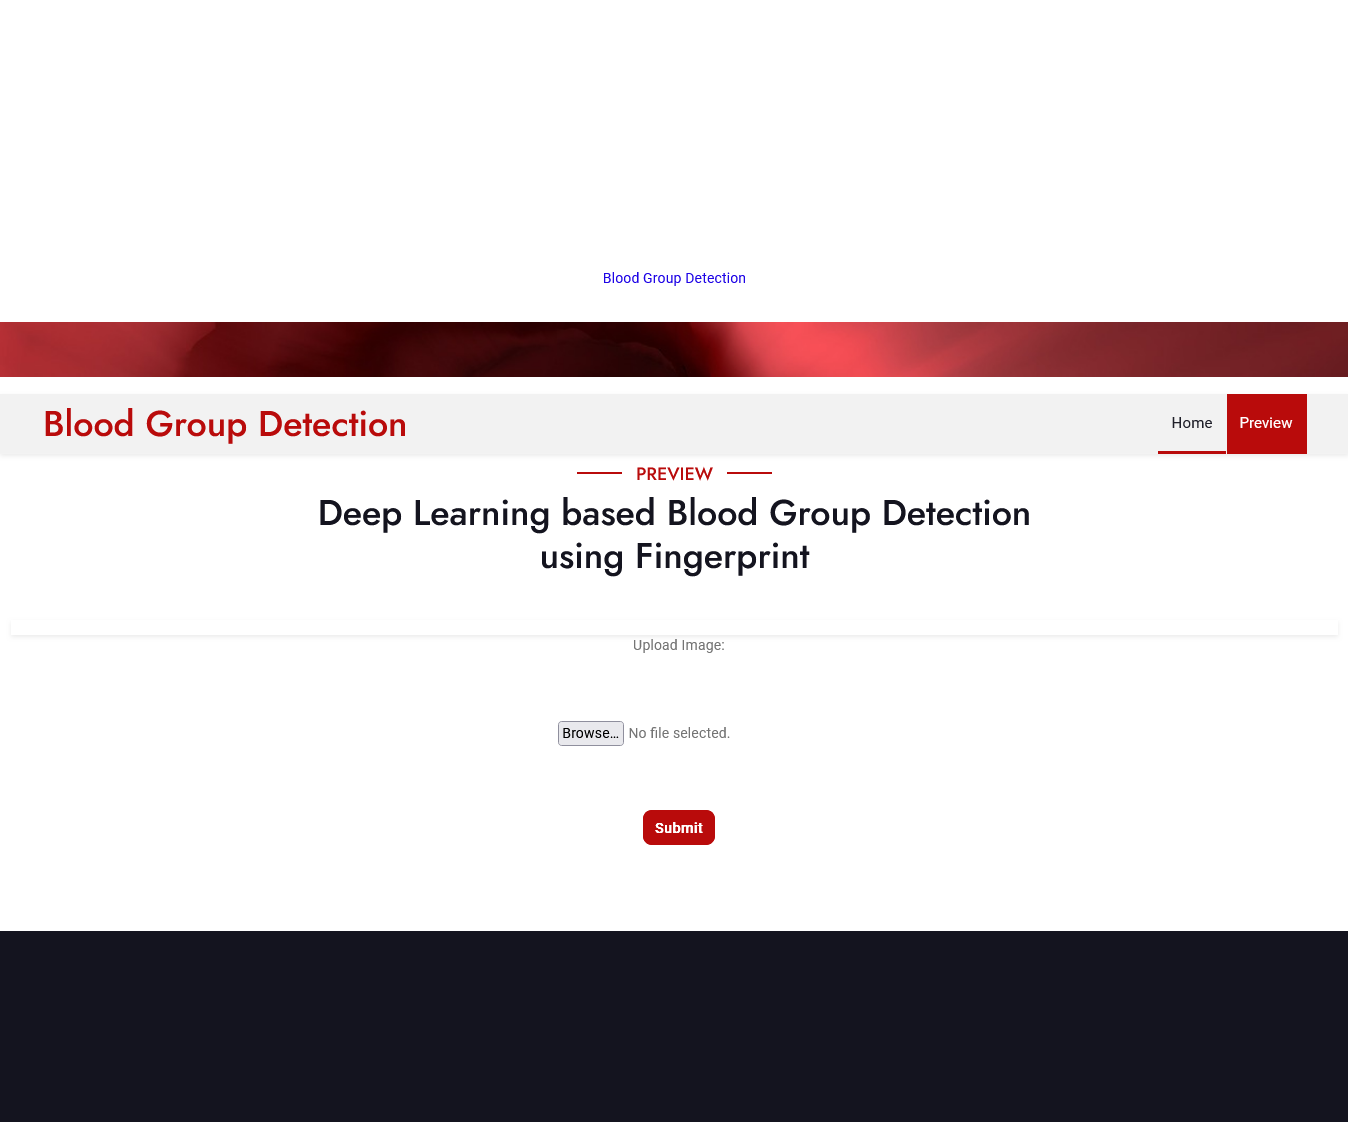 Blood Group Detection
Blood Group Detection
Home
Preview
PREVIEW
Deep Learning based Blood Group Detection
using Fingerprint
Upload Image:
Browse… No file selected.
Submit